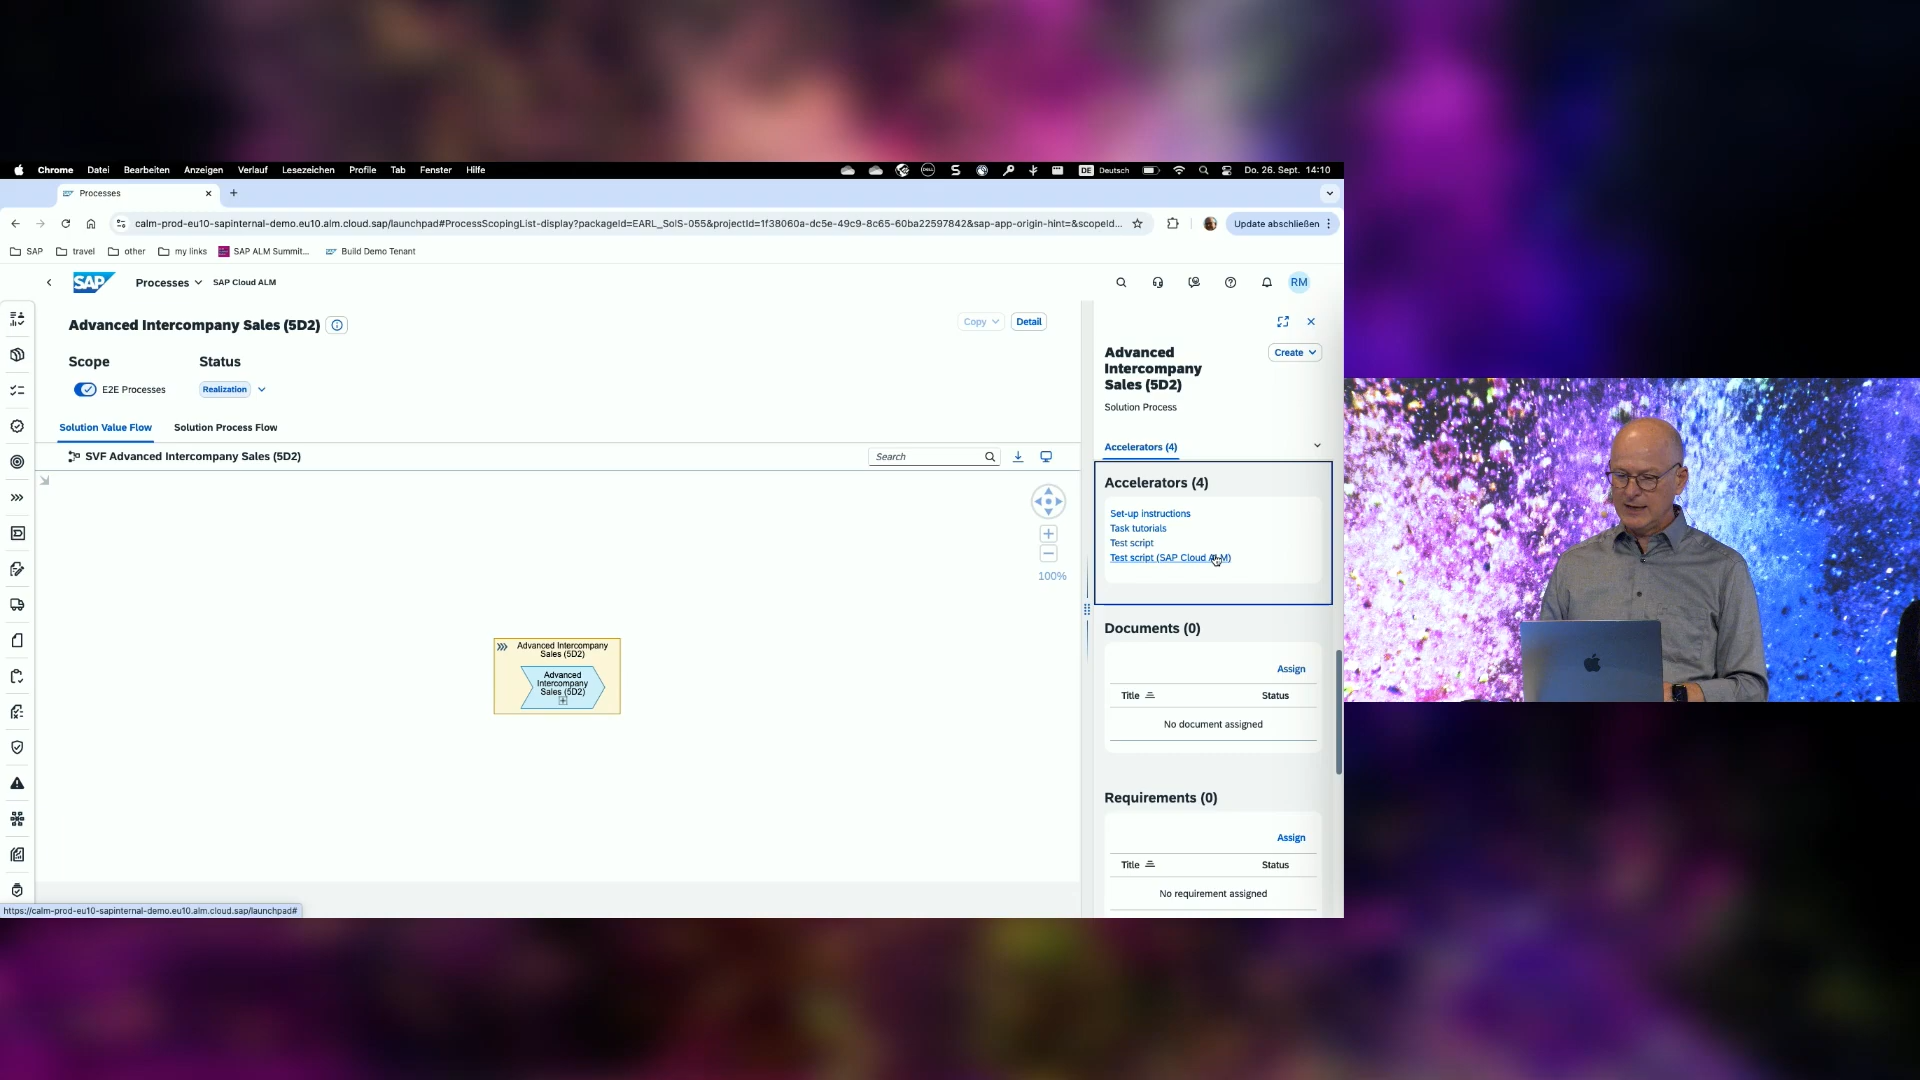 Chrome Datei Bearbeiten Anzeigen Verlauf Lesezeichen Profile Tab Fenster Hilfe
DE Deutsch Do. 26. Sept. 14:10
Processes
calm-prod-eu10-sapinternal-demo.eu10.alm.cloud.sap/launchpad#ProcessScopingList-display?packageId=EARL_SolS-055&projectId=1f38060a-dc5e-49c9-8c65-60ba22597842&sap-app-origin-hint=&scopeId...
Update abschließen
SAP travel other my links SAP ALM Summit... Build Demo Tenant
SAP Processes SAP Cloud ALM
RM
Advanced Intercompany Sales (5D2)
Copy Detail
Scope Status
E2E Processes Realization
Solution Value Flow Solution Process Flow
SVF Advanced Intercompany Sales (5D2)
Search
100%
Advanced Intercompany
Sales (5D2)
Advanced
Intercompany
Sales (5D2)
Advanced
Intercompany
Sales (5D2)
Create
Solution Process
Accelerators (4)
Accelerators (4)
Set-up instructions
Task tutorials
Test script
Test script (SAP Cloud ALM)
Documents (0)
Assign
Title Status
No document assigned
Requirements (0)
Assign
Title Status
No requirement assigned
https://calm-prod-eu10-sapinternal-demo.eu10.alm.cloud.sap/launchpad#